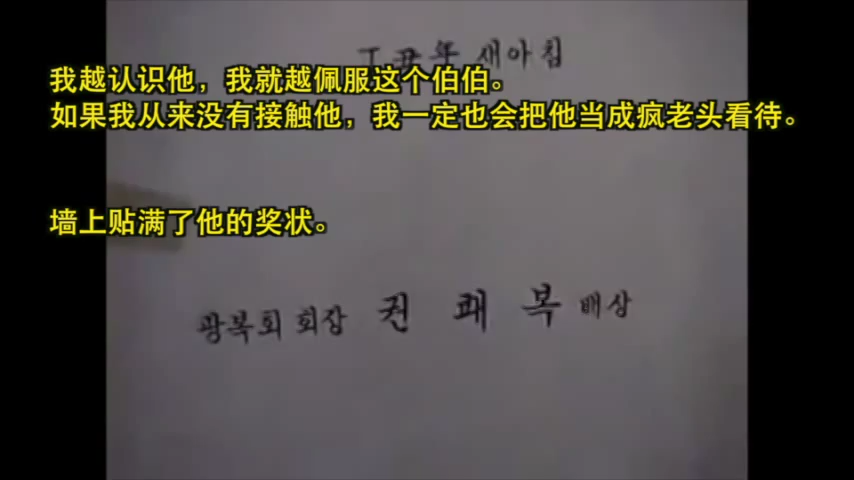 丁丑年 새아침
我越认识他，我就越佩服这个伯伯。
如果我从来没有接触他，我一定也会把他当成疯老头看待。
墙上贴满了他的奖状。
광복회 회장 권 쾌 복 배상